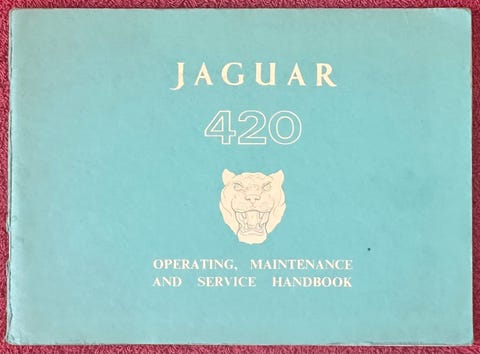 JAGUAR
420
OPERATING, MAINTENANCE
AND SERVICE HANDBOOK